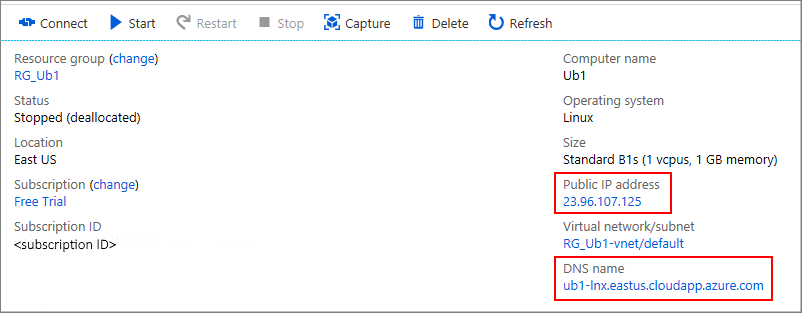 Connect Start Restart Stop Capture Delete Refresh
Resource group (change)
RG_Ub1
Status
Stopped (deallocated)
Location
East US
Subscription (change)
Free Trial
Subscription ID
<subscription ID>
Computer name
Ub1
Operating system
Linux
Size
Standard B1s (1 vcpus, 1 GB memory)
Public IP address
23.96.107.125
Virtual network/subnet
RG_Ub1-vnet/default
DNS name
ub1-lnx.eastus.cloudapp.azure.com